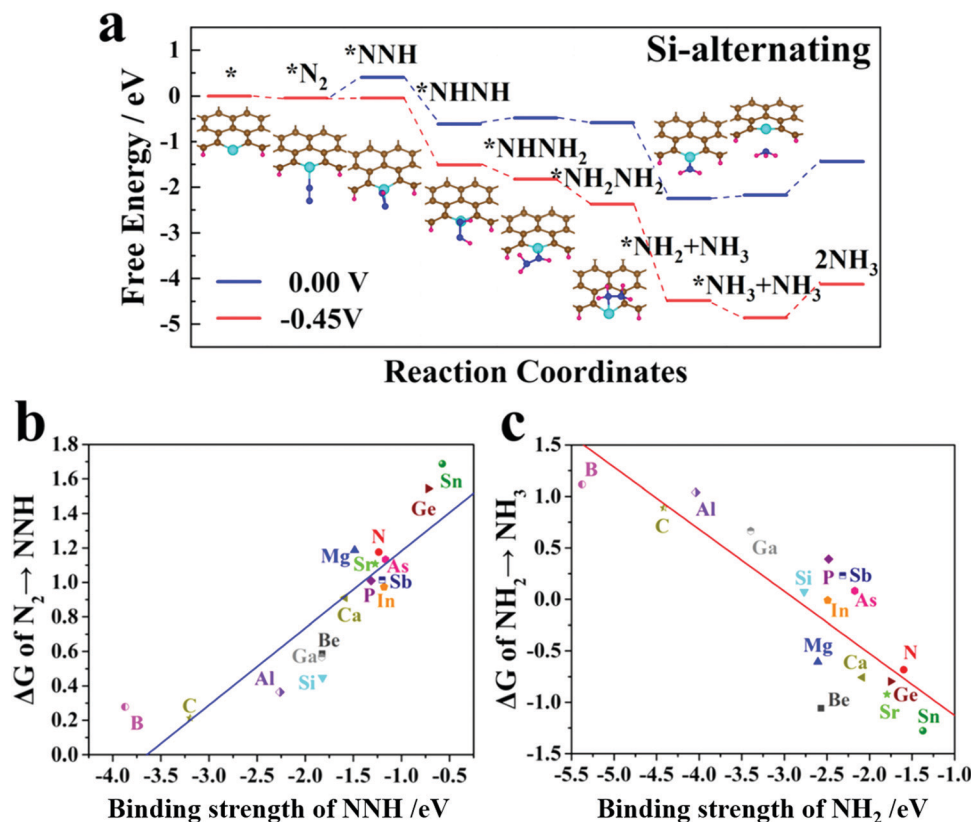 a
Si-alternating
*
*N2
*NNH
*NHNH
*NHNH2
*NH2NH2
*NH2+NH3
*NH3+NH3
2NH3
1
0
-1
-2
-3
-4
-5
Free Energy / eV
0.00 V
-0.45V
Reaction Coordinates
b
1.8
1.6
1.4
1.2
1.0
0.8
0.6
0.4
0.2
0.0
ΔG of N2→ NNH
Sn
Ge
N
Mg
Sr
As
Sb
P
In
Ca
Be
Ga
Si
Al
C
B
-4.0 -3.5 -3.0 -2.5 -2.0 -1.5 -1.0 -0.5
Binding strength of NNH /eV
c
1.5
1.0
0.5
0.0
-0.5
-1.0
-1.5
ΔG of NH2→ NH3
B
Al
C
Ga
P
Sb
Si
As
In
Mg
Ca
N
Be
Ge
Sr
Sn
-5.5 -5.0 -4.5 -4.0 -3.5 -3.0 -2.5 -2.0 -1.5 -1.0
Binding strength of NH2 /eV